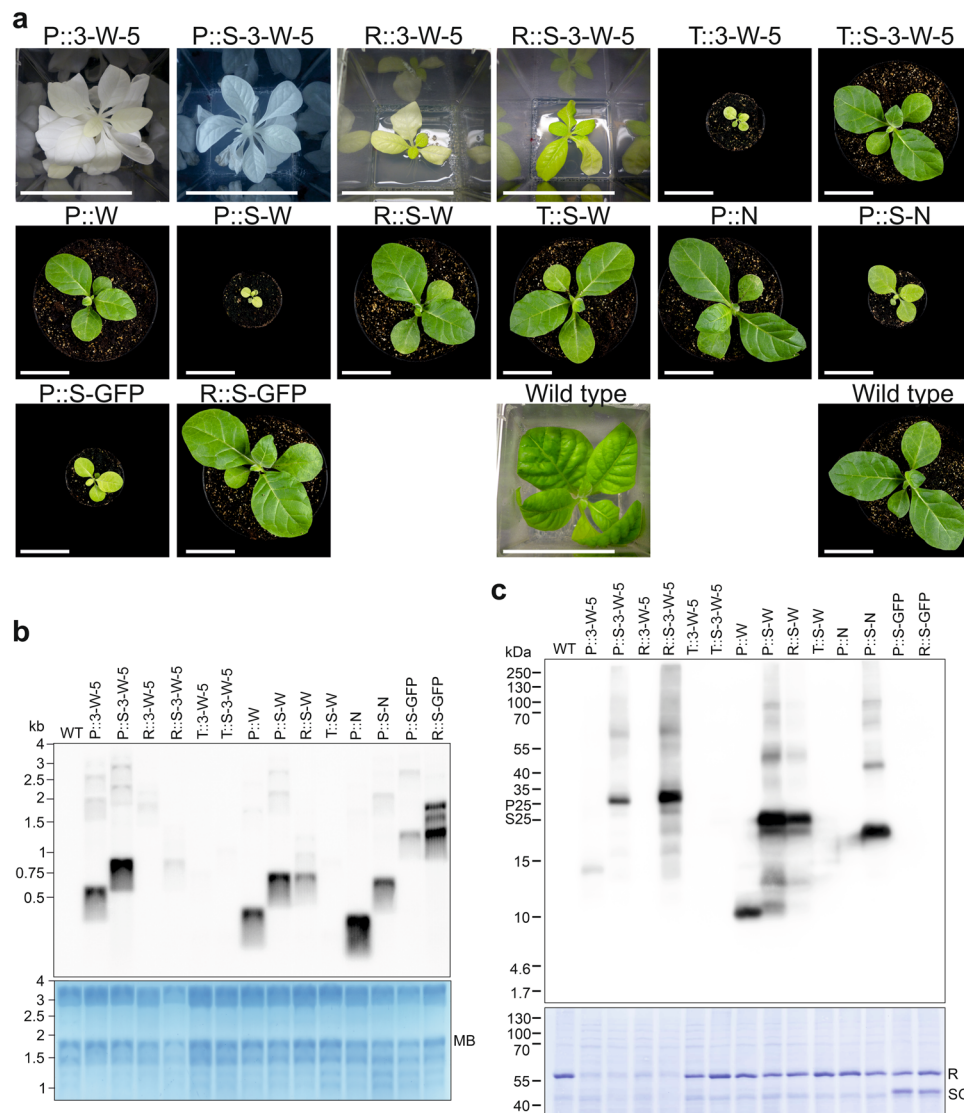 a
P::3-W-5 P::S-3-W-5 R::3-W-5 R::S-3-W-5 T::3-W-5 T::S-3-W-5
P::W P::S-W R::S-W T::S-W P::N P::S-N
P::S-GFP R::S-GFP Wild type Wild type
b
kb
WT P::3-W-5 P::S-3-W-5 R::3-W-5 R::S-3-W-5 T::3-W-5 T::S-3-W-5 P::W P::S-W R::S-W T::S-W P::N P::S-N P::S-GFP R::S-GFP
4
3
2.5
2
1.5
1
0.75
0.5
4
3
2.5
2
1.5
1
MB
c
kDa
WT P::3-W-5 P::S-3-W-5 R::3-W-5 R::S-3-W-5 T::3-W-5 T::S-3-W-5 P::W P::S-W R::S-W T::S-W P::N P::S-N P::S-GFP R::S-GFP
250
130
70
55
40
35
P25
S25
15
10
4.6
1.7
130
100
70
55
40
R